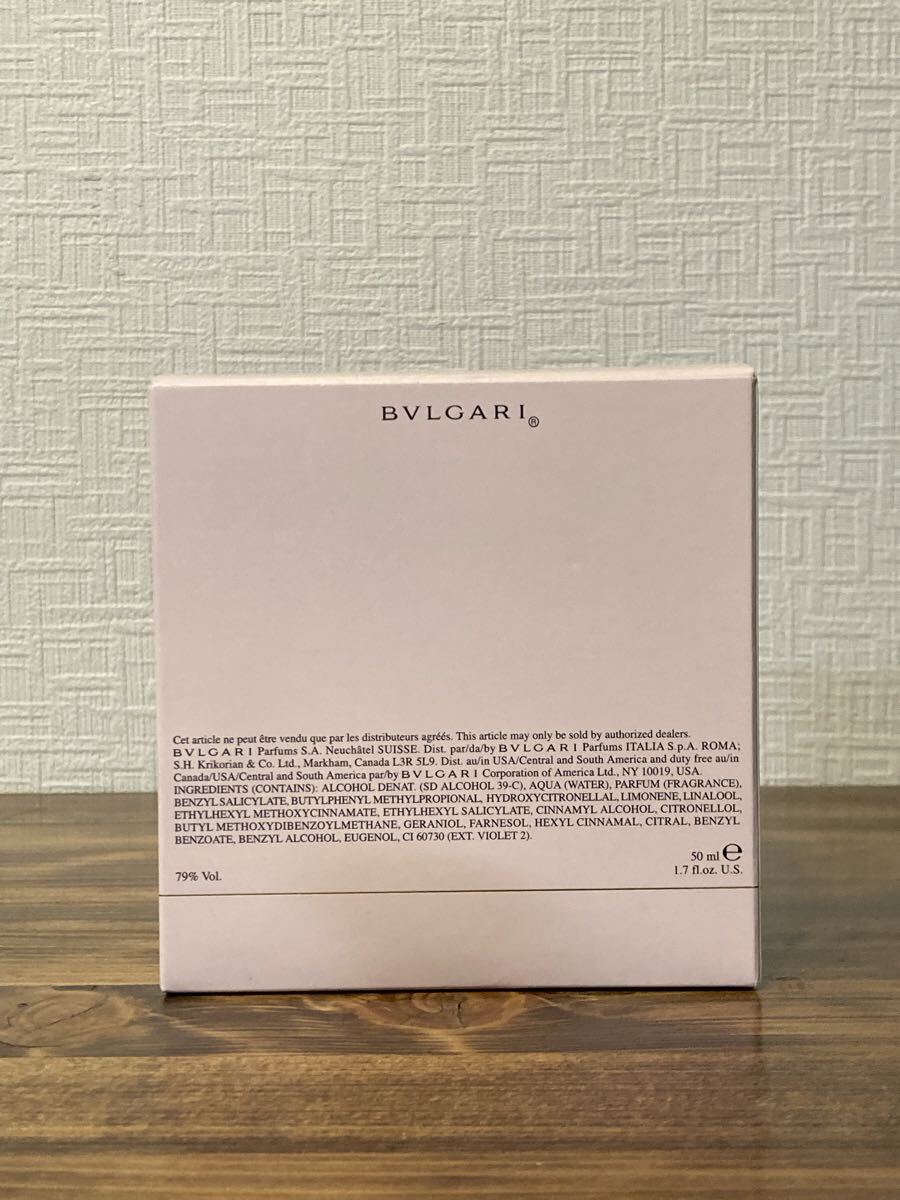 BVLGARI®
Cet article ne peut être vendu que par les distributeurs agréés. This article may only be sold by authorized dealers.
BVLGARI Parfums S.A. Neuchâtel SUISSE. Dist. par/da/by BVLGARI Parfums ITALIA S.p.A. ROMA;
S.H. Krikorian & Co. Ltd., Markham, Canada L3R 5L9. Dist. au/in USA/Central and South America and duty free au/in
Canada/USA/Central and South America par/by BVLGARI Corporation of America Ltd., NY 10019, USA.
INGREDIENTS (CONTAINS): ALCOHOL DENAT. (SD ALCOHOL 39-C), AQUA (WATER), PARFUM (FRAGRANCE),
BENZYL SALICYLATE, BUTYLPHENYL METHYLPROPIONAL, HYDROXYCITRONELLAL, LIMONENE, LINALOOL,
ETHYLHEXYL METHOXYCINNAMATE, ETHYLHEXYL SALICYLATE, CINNAMYL ALCOHOL, CITRONELLOL,
BUTYL METHOXYDIBENZOYLMETHANE, GERANIOL, FARNESOL, HEXYL CINNAMAL, CITRAL, BENZYL
BENZOATE, BENZYL ALCOHOL, EUGENOL, CI 60730 (EXT. VIOLET 2).
50 ml ℮
79% Vol. 1.7 fl.oz. U.S.